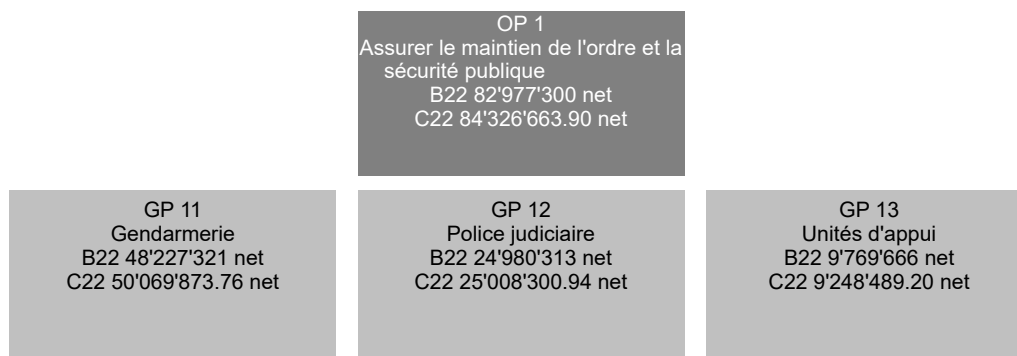 OP 1
Assurer le maintien de l'ordre et la
sécurité publique
B22 82'977'300 net
C22 84'326'663.90 net
GP 11
Gendarmerie
B22 48'227'321 net
C22 50'069'873.76 net
GP 12
Police judiciaire
B22 24'980'313 net
C22 25'008'300.94 net
GP 13
Unités d'appui
B22 9'769'666 net
C22 9'248'489.20 net